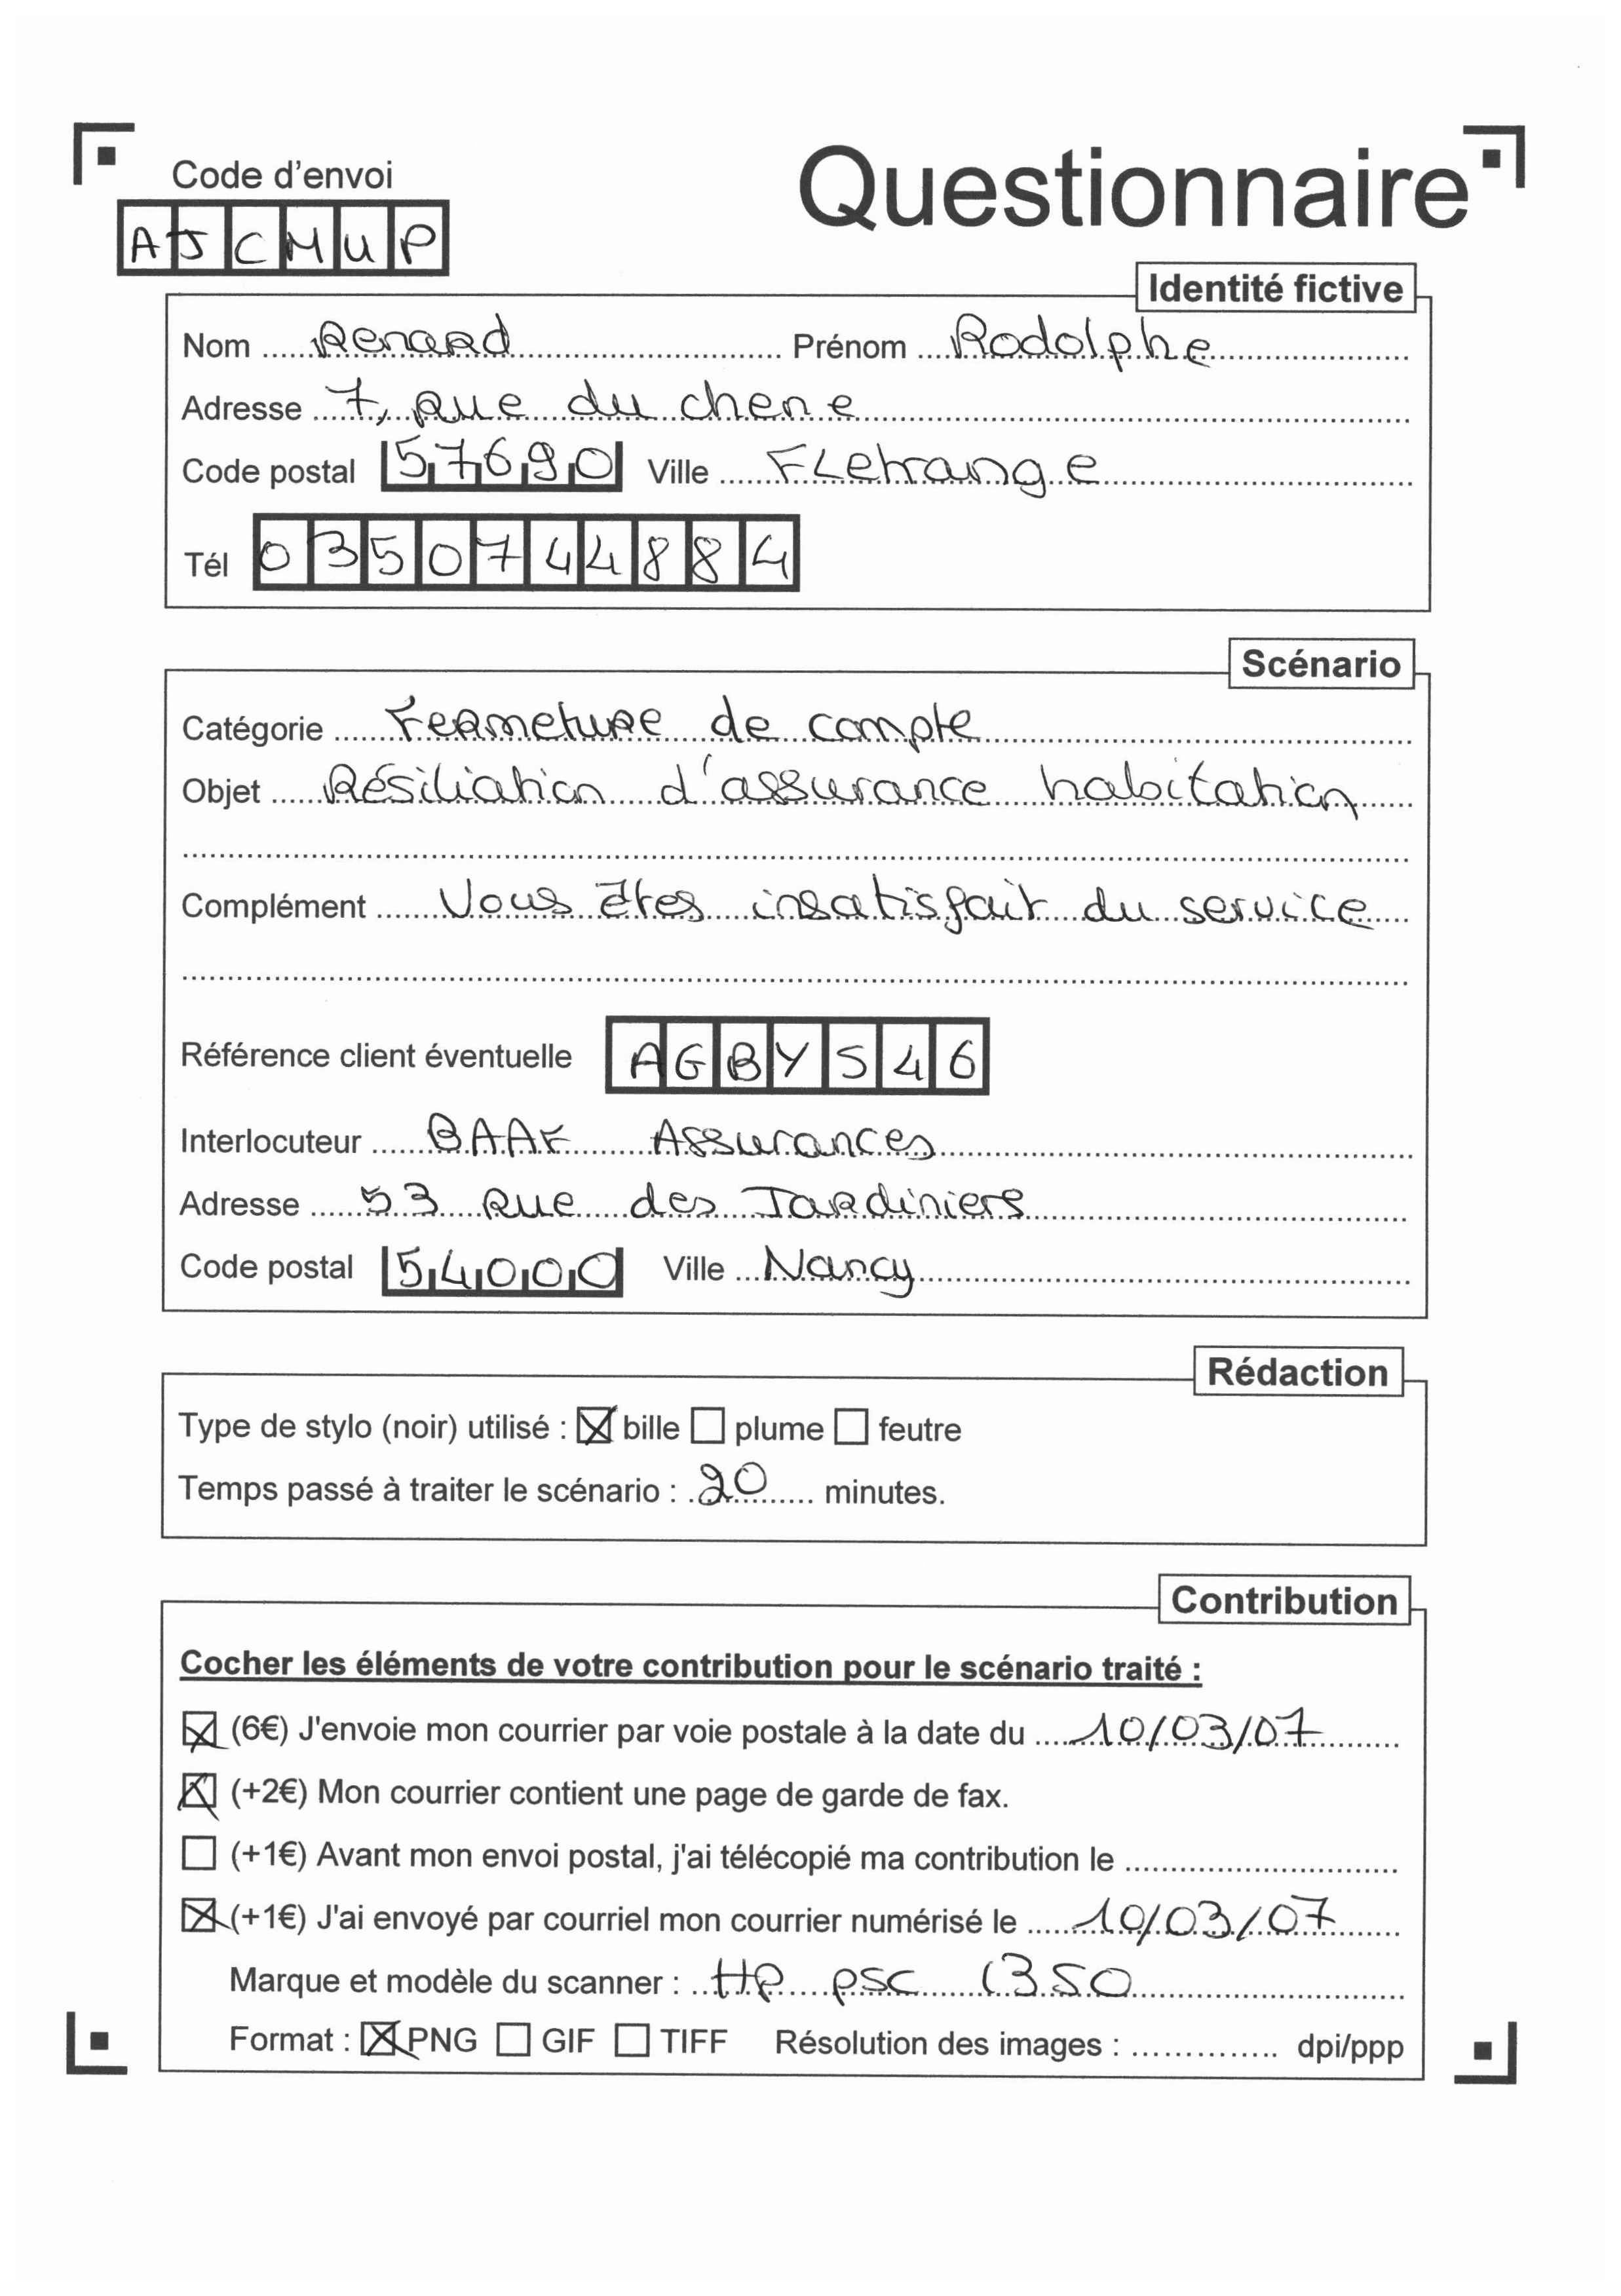 Questionnaire
Code d'envoi
AJCMUP
Identité fictive
Nom Renard Prénom Rodolphe
Adresse 7, rue du chene
Code postal 57690 Ville FLetrange
Tél 0350744884
Scénario
Catégorie Fermeture de compte
Objet Résiliation d'assurance habitation
Complément Vous êtes insatisfait du service
Référence client éventuelle AGBYS46
Interlocuteur BAAF Assurances
Adresse 53 rue des Jardiniers
Code postal 54000 Ville Nancy
Rédaction
Type de stylo (noir) utilisé : ☒ bille ☐ plume ☐ feutre
Temps passé à traiter le scénario : 20 minutes.
Contribution
Cocher les éléments de votre contribution pour le scénario traité :
☒ (6€) J'envoie mon courrier par voie postale à la date du 10/03/07
☒ (+2€) Mon courrier contient une page de garde de fax.
☐ (+1€) Avant mon envoi postal, j'ai télécopié ma contribution le
☒ (+1€) J'ai envoyé par courriel mon courrier numérisé le 10/03/07
Marque et modèle du scanner : HP psc 1350
Format : ☒ PNG ☐ GIF ☐ TIFF Résolution des images : dpi/ppp